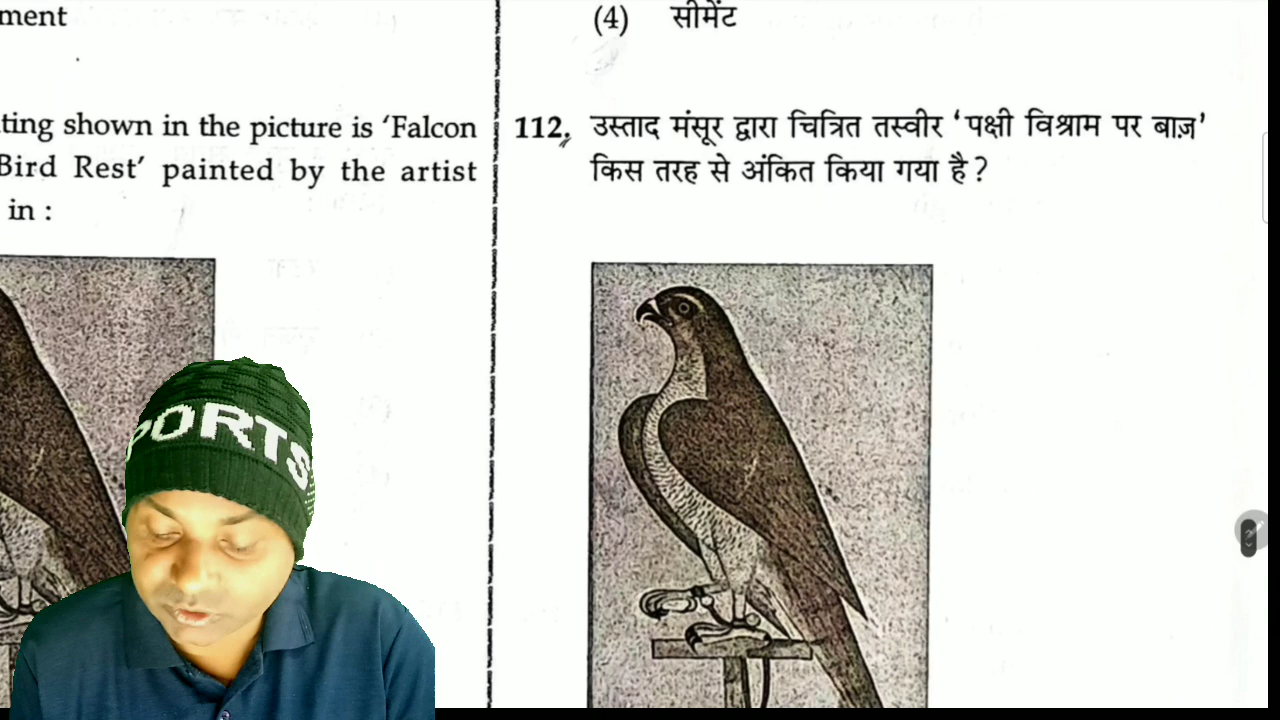 ment
(4) सीमेंट
ting shown in the picture is ‘Falcon
Bird Rest’ painted by the artist
in :
112. उस्ताद मंसूर द्वारा चित्रित तस्वीर ‘पक्षी विश्राम पर बाज़’
किस तरह से अंकित किया गया है ?
PORTS